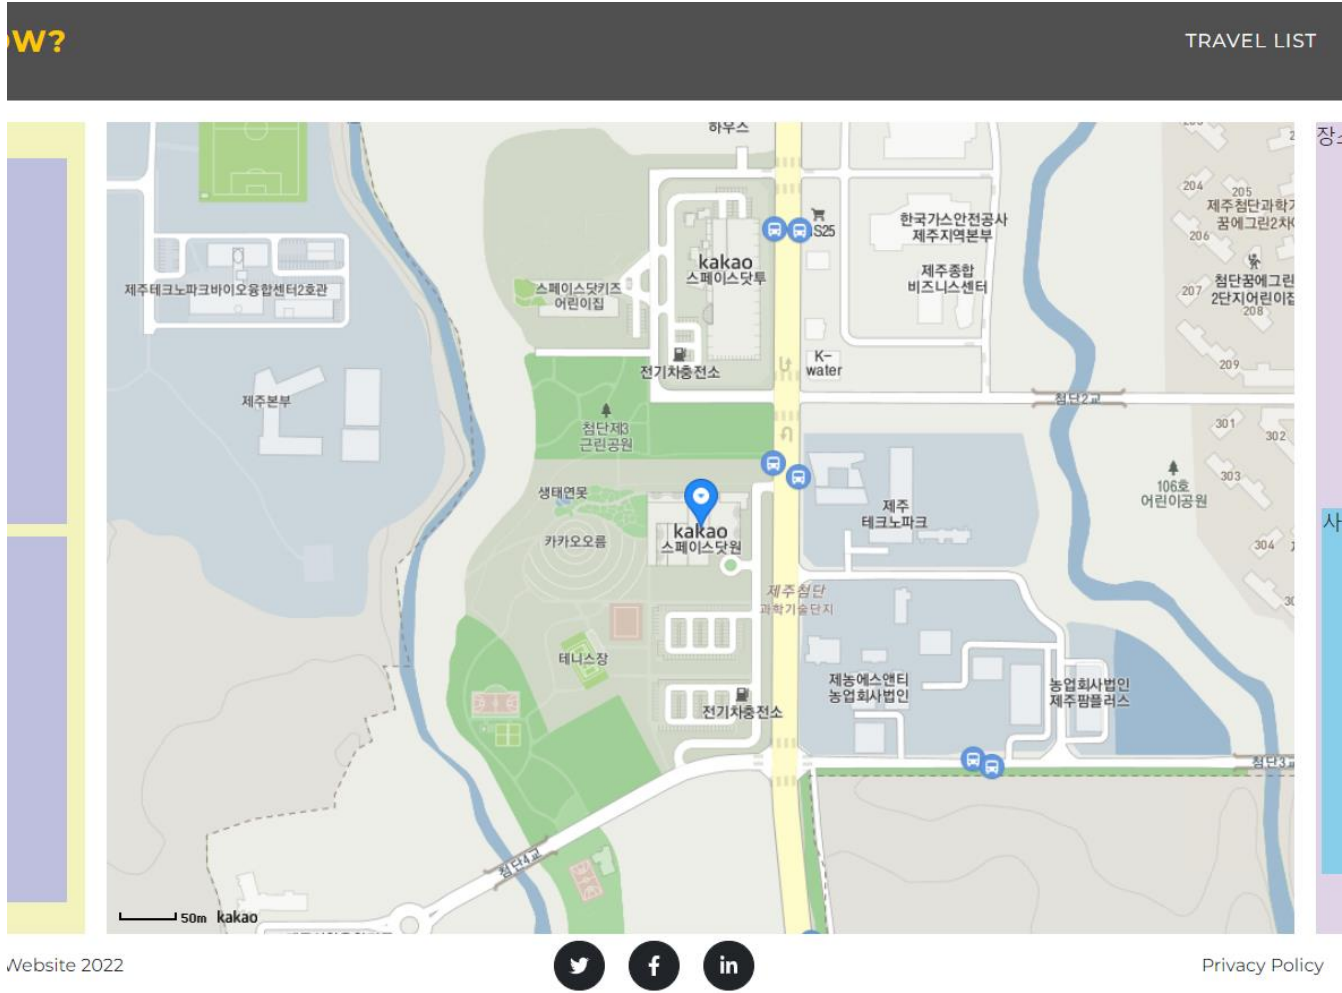 OW?
TRAVEL LIST
하우스
장소
204
205
제주첨단과학기
꿈에그린2차
206
S25
한국가스안전공사
제주지역본부
kakao
스페이스닷투
제주테크노파크바이오융합센터2호관
스페이스닷키즈
어린이집
제주종합
비즈니스센터
첨단꿈에그린
2단지어린이집
207
208
전기차충전소
K-
water
209
제주본부
첨단2교
첨단제3
근린공원
301
302
303
생태연못
106호
어린이공원
제주
테크노파크
사
kakao
스페이스닷원
카카오오름
304
제주첨단
과학기술단지
테니스장
제농에스앤티
농업회사법인
농업회사법인
제주팜플러스
전기차충전소
첨단3
첨단4교
50m kakao
Website 2022
Privacy Policy